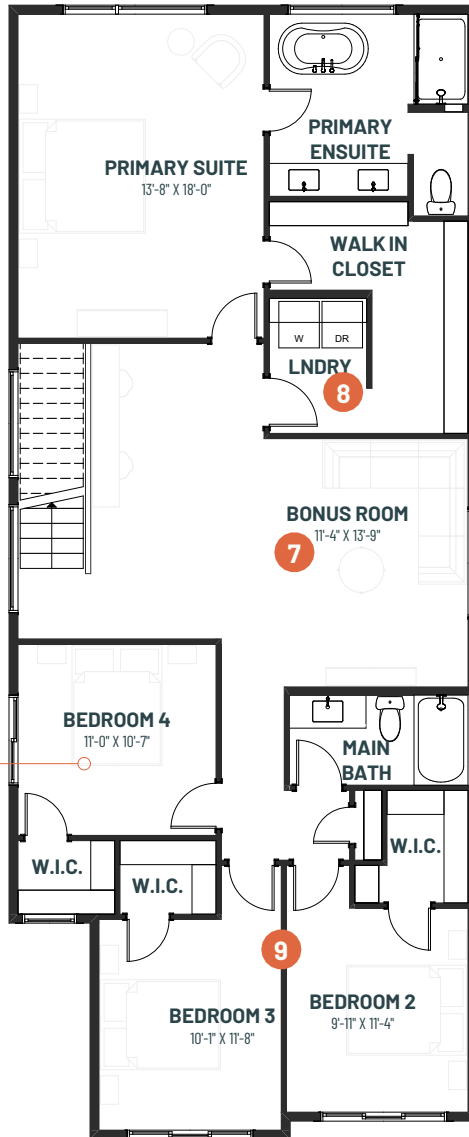 PRIMARY
ENSUITE
PRIMARY SUITE
13'-8" X 18'-0"
WALK IN
CLOSET
W
DR
LNDRY
8
BONUS ROOM
11'-4" X 13'-9"
7
BEDROOM 4
11'-0" X 10'-7"
MAIN
BATH
W.I.C.
W.I.C.
W.I.C.
9
BEDROOM 3
10'-1" X 11'-8"
BEDROOM 2
9'-11" X 11'-4"